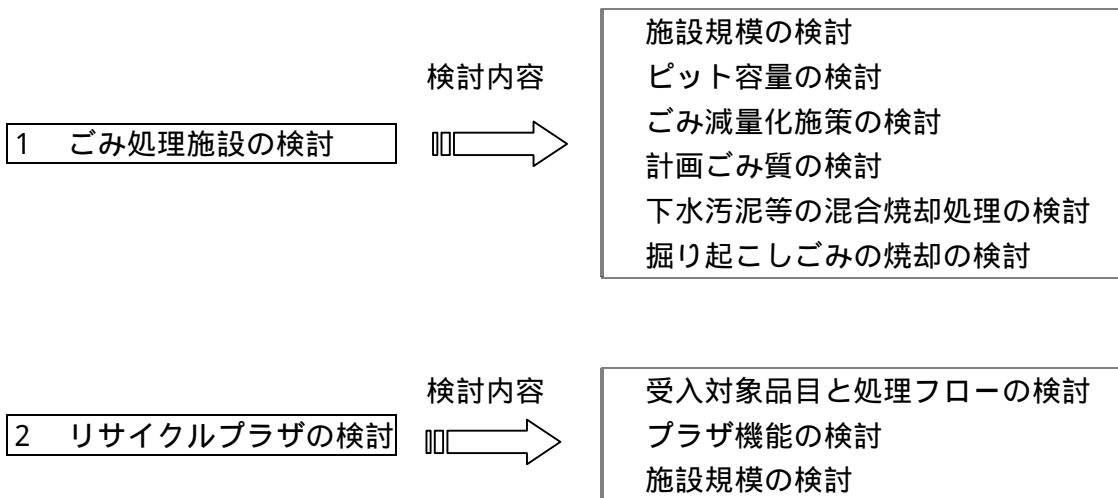 検討内容
1 ごみ処理施設の検討
施設規模の検討
ピット容量の検討
ごみ減量化施策の検討
計画ごみ質の検討
下水汚泥等の混合焼却処理の検討
掘り起こしごみの焼却の検討
検討内容
2 リサイクルプラザの検討
受入対象品目と処理フローの検討
プラザ機能の検討
施設規模の検討